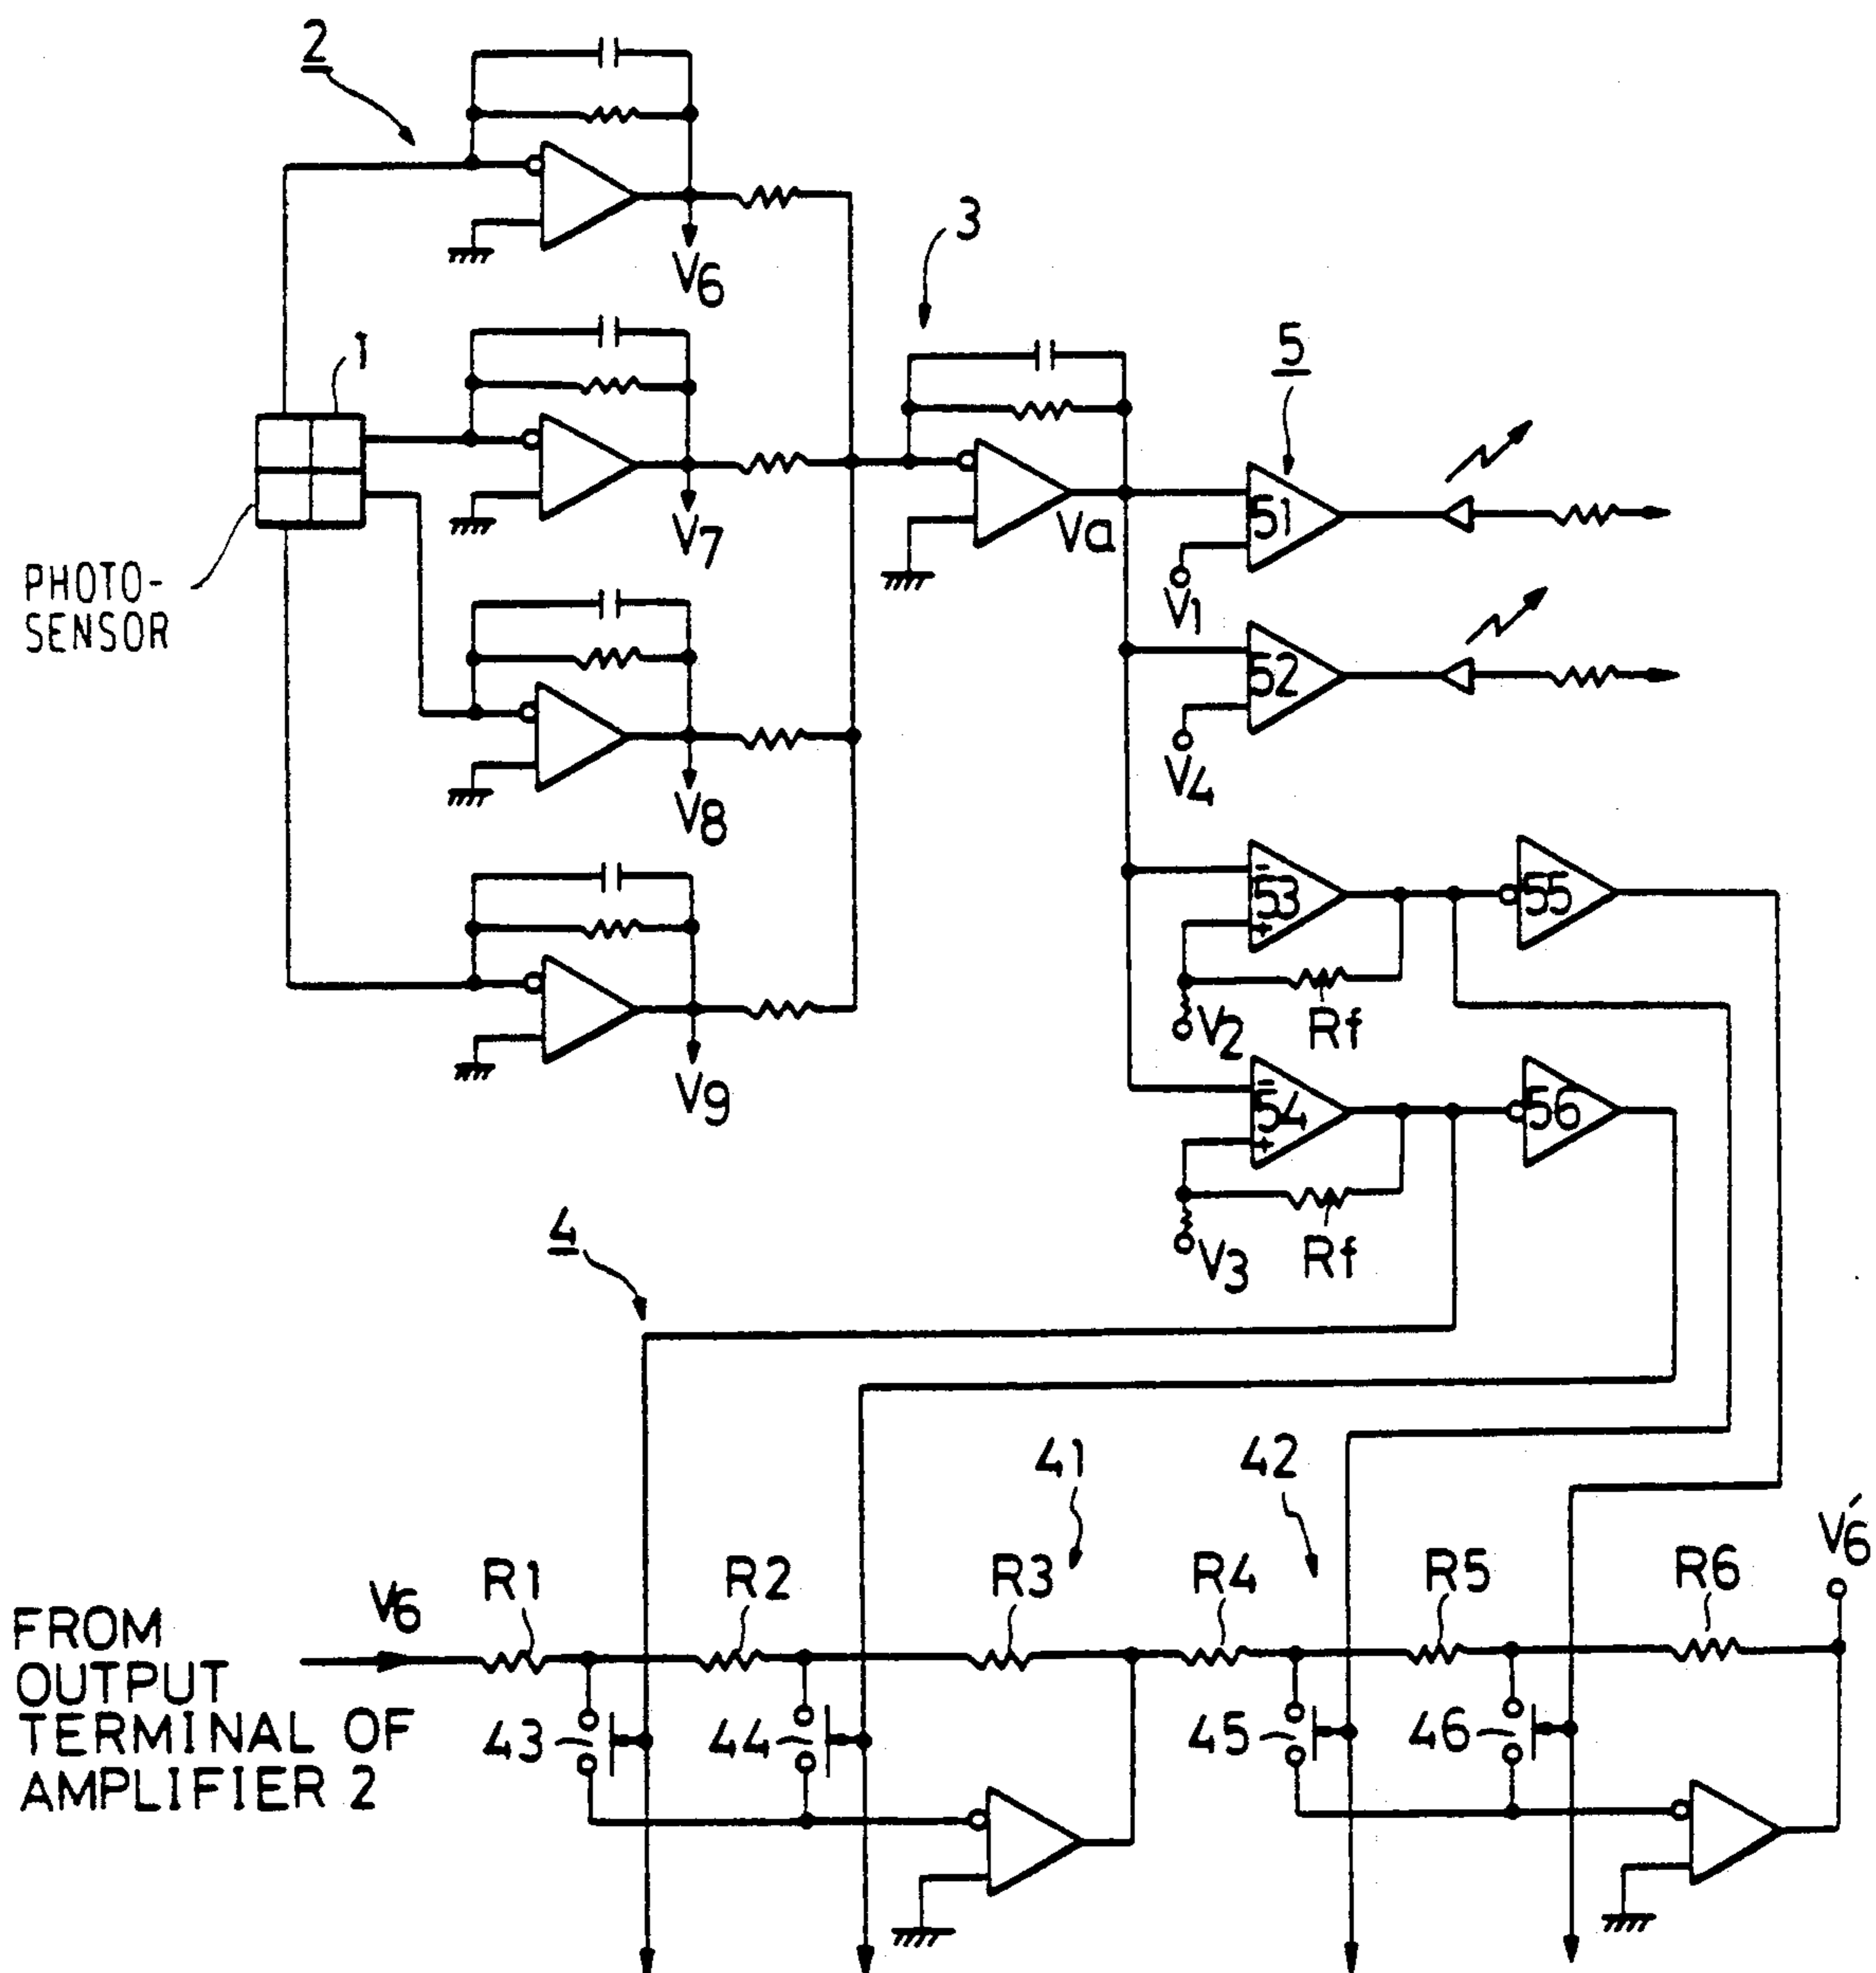 2
V6
3
1
5
V7
Va
51
V1
PHOTO-
SENSOR
52
V4
V8
-
53
+
55
V2
Rf
V9
-
54
+
56
V3
Rf
4
41
42
V6'
R1
R2
R3
R4
R5
R6
V6
FROM
OUTPUT
TERMINAL OF
AMPLIFIER 2
43
44
45
46